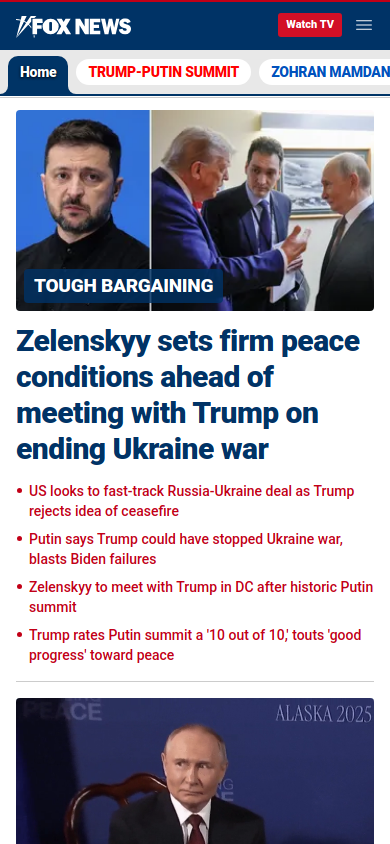 FOX NEWS
Watch TV
Home
TRUMP-PUTIN SUMMIT
ZOHRAN MAMDAN
TOUGH BARGAINING
Zelenskyy sets firm peace
conditions ahead of
meeting with Trump on
ending Ukraine war
• US looks to fast-track Russia-Ukraine deal as Trump
rejects idea of ceasefire
• Putin says Trump could have stopped Ukraine war,
blasts Biden failures
• Zelenskyy to meet with Trump in DC after historic Putin
summit
• Trump rates Putin summit a '10 out of 10,' touts 'good
progress' toward peace
PEACE
ALASKA 2025